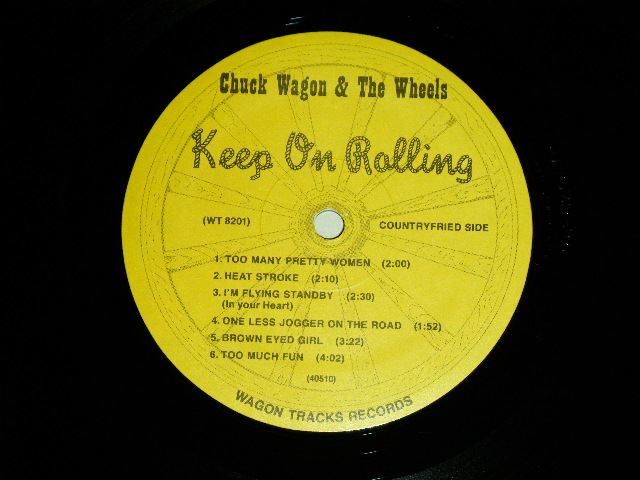 Chuck Wagon & The Wheels
Keep On Rolling
(WT 8201)
COUNTRYFRIED SIDE
1. TOO MANY PRETTY WOMEN (2:00)
2. HEAT STROKE (2:10)
3. I'M FLYING STANDBY (2:30)
(In your Heart)
4. ONE LESS JOGGER ON THE ROAD (1:52)
5. BROWN EYED GIRL (3:22)
6. TOO MUCH FUN (4:02)
(40510)
WAGON TRACKS RECORDS